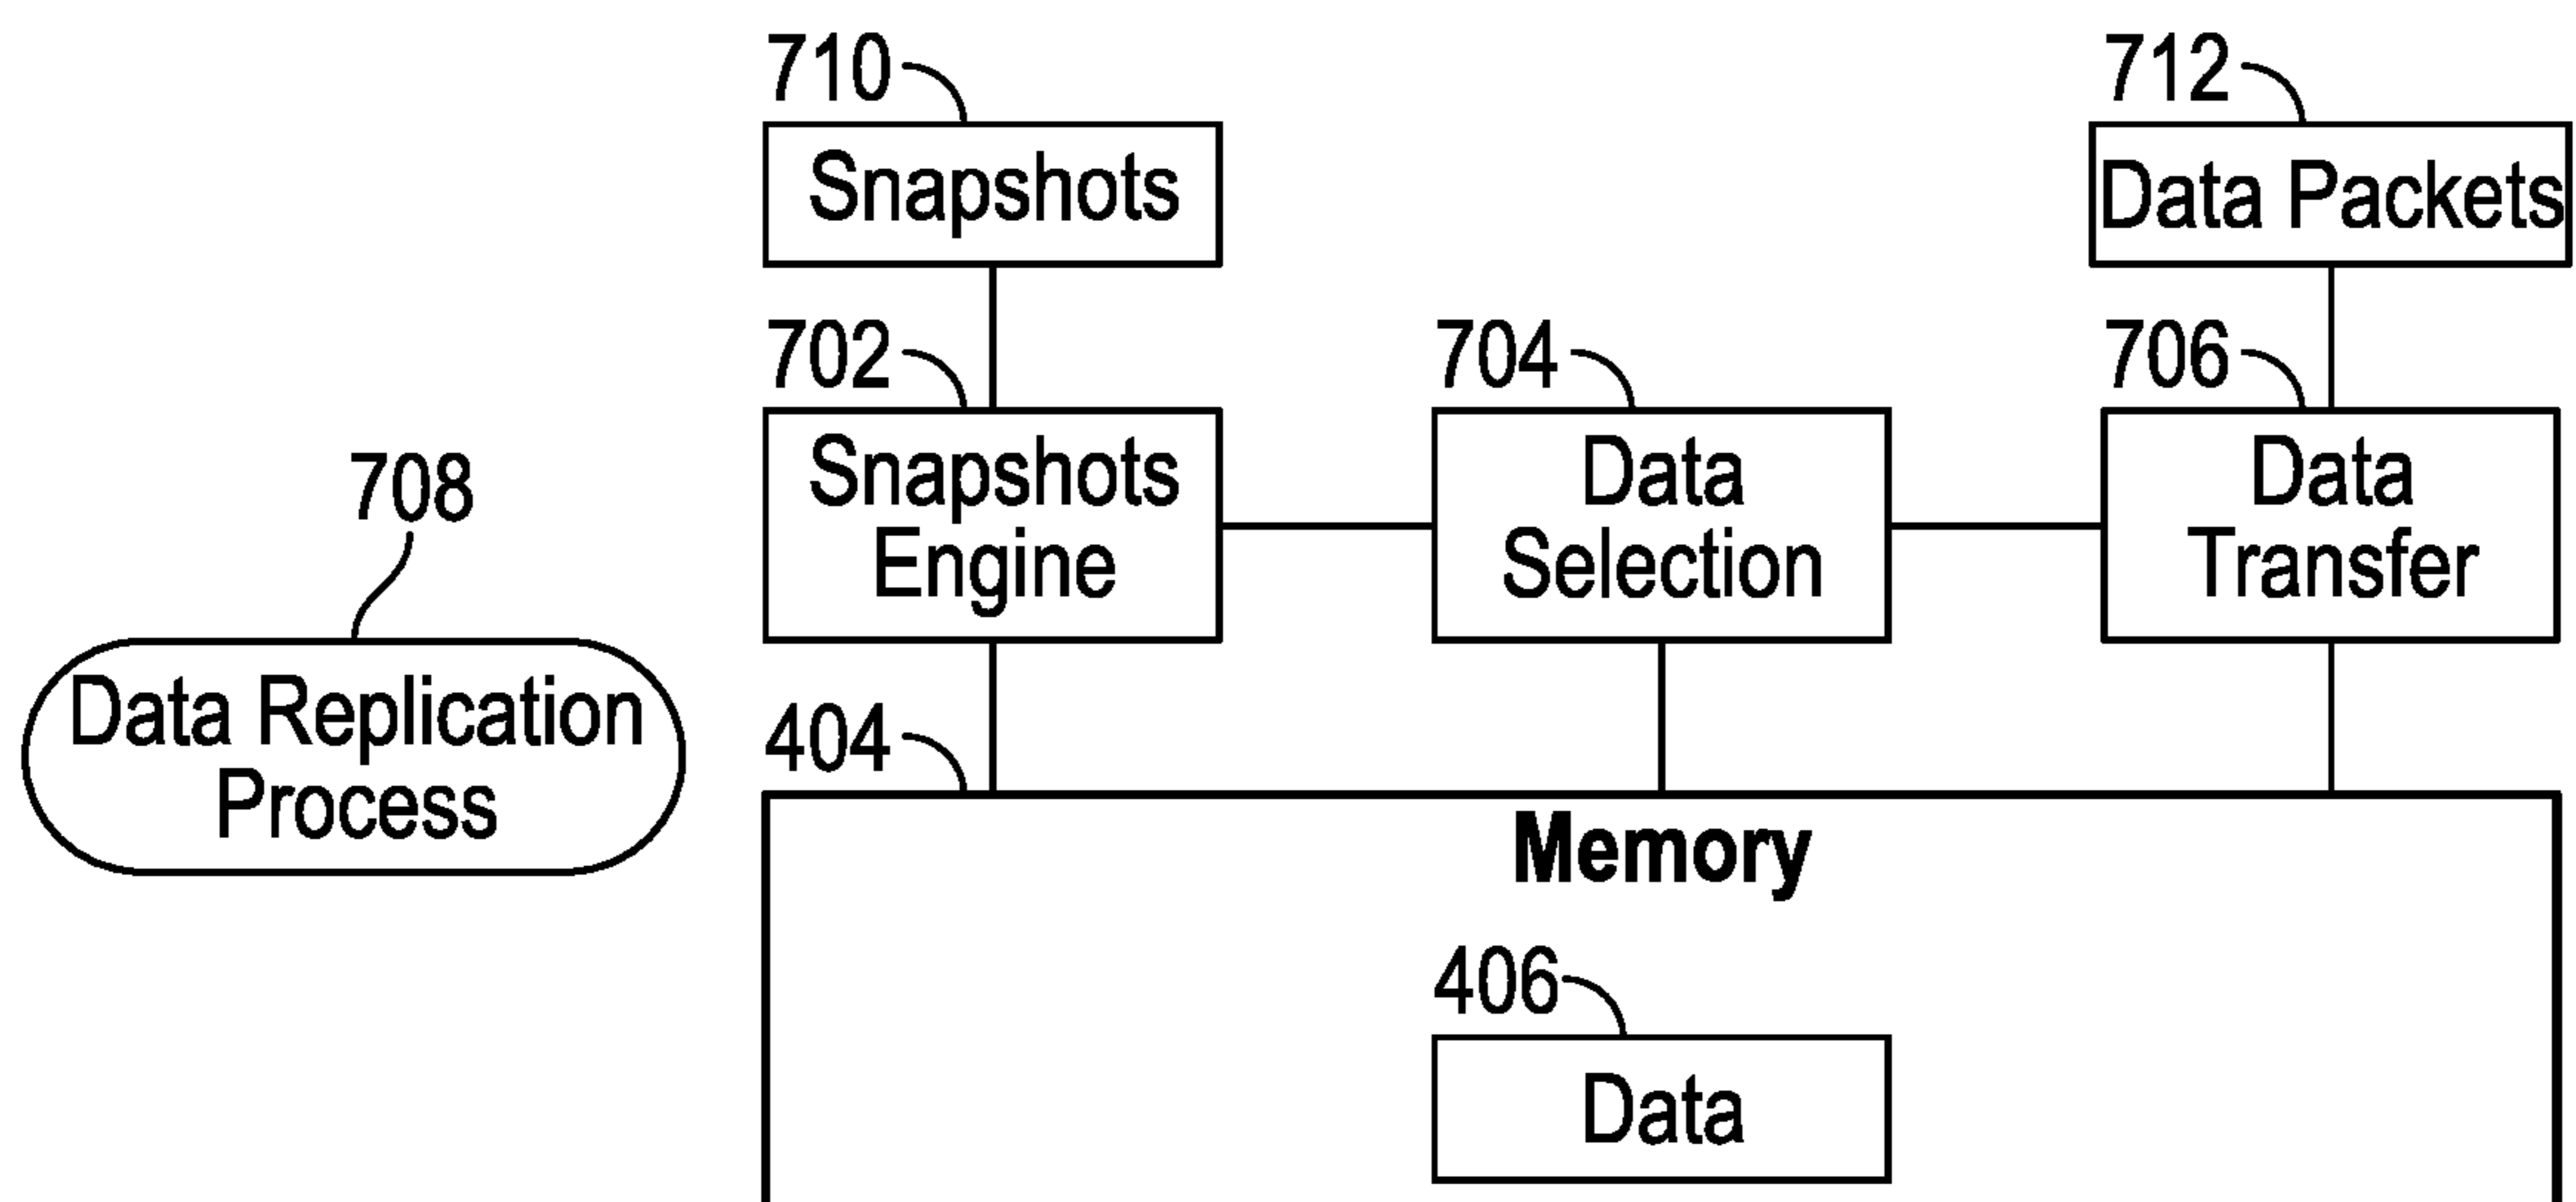 710
Snapshots
712
Data Packets
702
Snapshots
Engine
704
Data
Selection
706
Data
Transfer
708
Data Replication
Process
404
Memory
406
Data